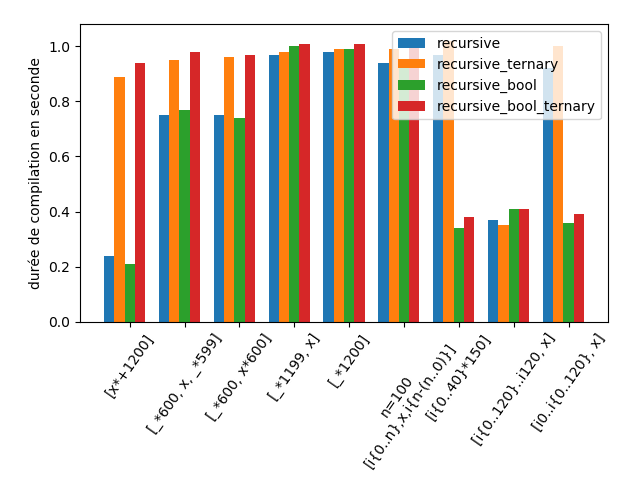 durée de compilation en seconde
1.0
0.8
0.6
0.4
0.2
0.0
recursive
recursive_ternary
recursive_bool
recursive_bool_ternary
[x*+1200]
[_*600, x, _*599]
[_*600, x*600]
[_*1199, x]
[_*1200]
n=100
[i{0..n},x,i{n-(n..0)}]
[i{0..40}*150]
[i{0..120}..i120, x]
[i0..i{0..120}, x]